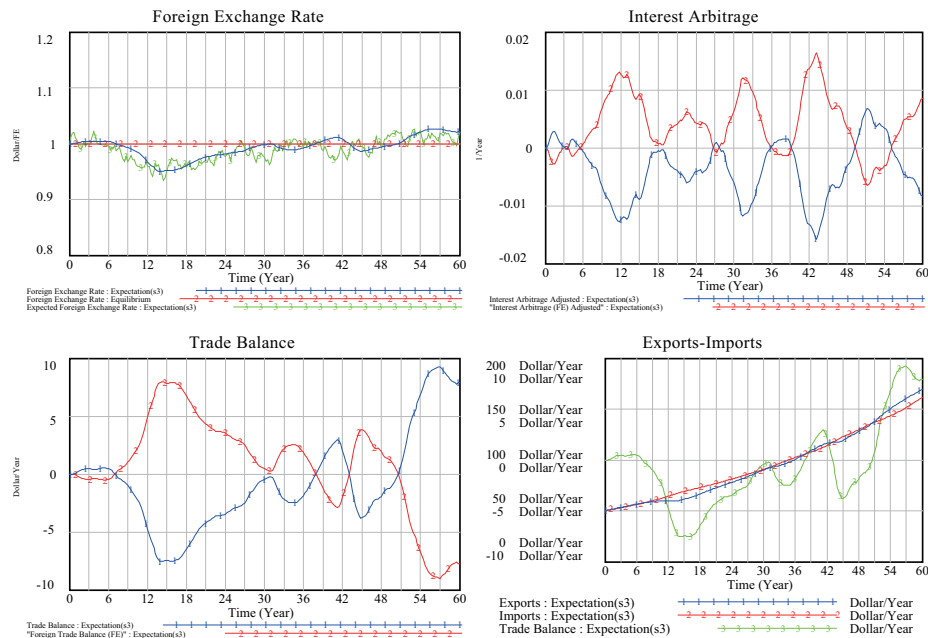 Foreign Exchange Rate
1.2
1.1
1
0.9
0.8
Dollar/FE
0 6 12 18 24 30 36 42 48 54 60
Time (Year)
Foreign Exchange Rate : Expectation(s3)
Foreign Exchange Rate : Equilibrium
Expected Foreign Exchange Rate : Expectation(s3)
Interest Arbitrage
0.02
0.01
0
-0.01
-0.02
1/Year
0 6 12 18 24 30 36 42 48 54 60
Time (Year)
Interest Arbitrage Adjusted : Expectation(s3)
"Interest Arbitrage (FE) Adjusted" : Expectation(s3)
Trade Balance
10
5
0
-5
-10
Dollar/Year
0 6 12 18 24 30 36 42 48 54 60
Time (Year)
Trade Balance : Expectation(s3)
"Foreign Trade Balance (FE)" : Expectation(s3)
Exports-Imports
200 Dollar/Year
10 Dollar/Year
150 Dollar/Year
5 Dollar/Year
100 Dollar/Year
0 Dollar/Year
50 Dollar/Year
-5 Dollar/Year
0 Dollar/Year
-10 Dollar/Year
0 6 12 18 24 30 36 42 48 54 60
Time (Year)
Exports : Expectation(s3) Dollar/Year
Imports : Expectation(s3) Dollar/Year
Trade Balance : Expectation(s3) Dollar/Year